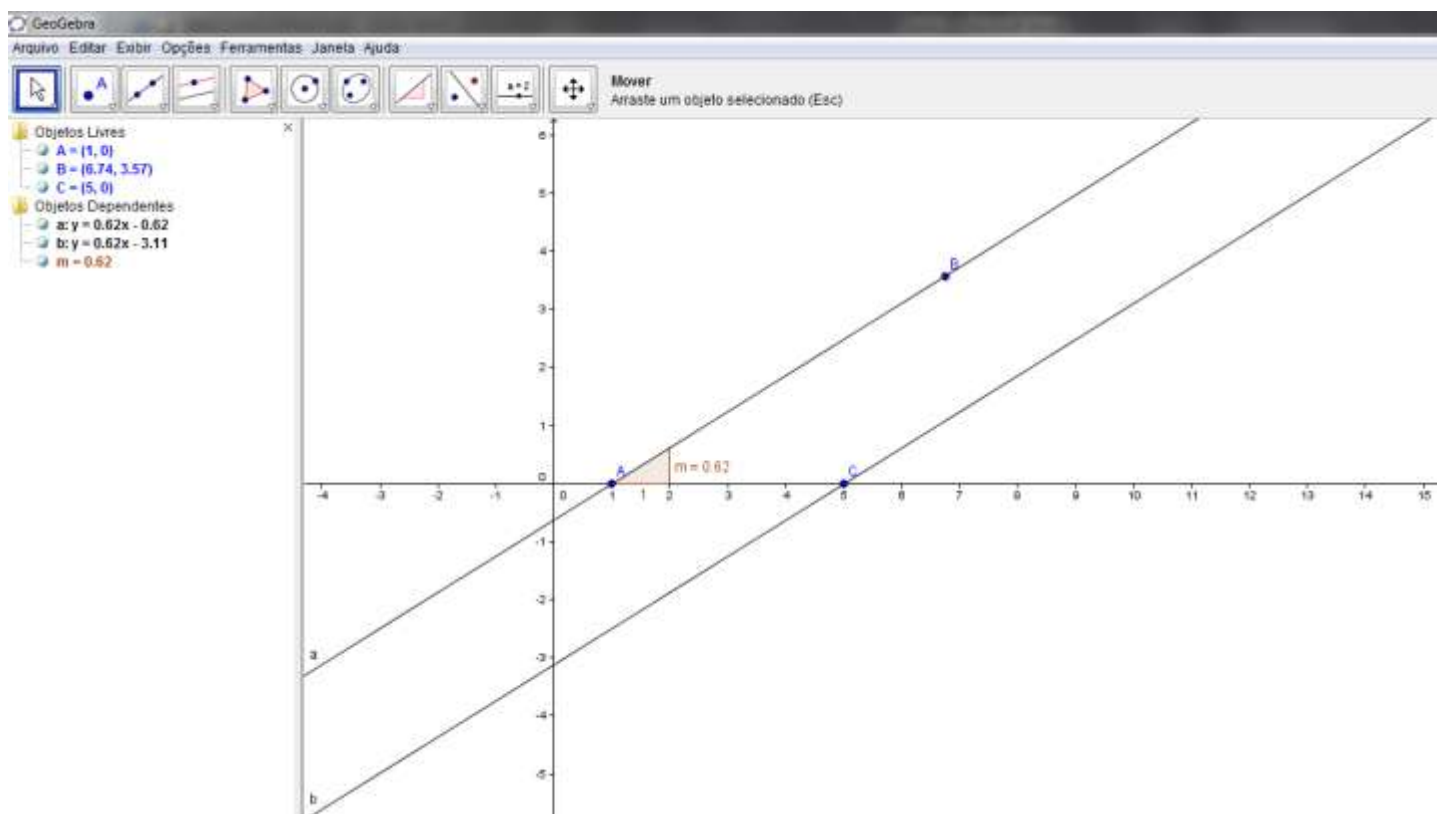 GeoGebra
Arquivo Editar Exibir Opções Ferramentas Janela Ajuda
A
a=2
Mover
Arraste um objeto selecionado (Esc)
Objetos Livres
A = (1, 0)
B = (6.74, 3.57)
C = (5, 0)
Objetos Dependentes
a: y = 0.62x - 0.62
b: y = 0.62x - 3.11
m = 0.62
6
5
4
B
3
2
1
A
m = 0.62
C
0
-4 -3 -2 -1 0 1 1 2 3 4 5 6 7 8 9 10 11 12 13 14 15
-1
-2
a
-3
-4
-5
b